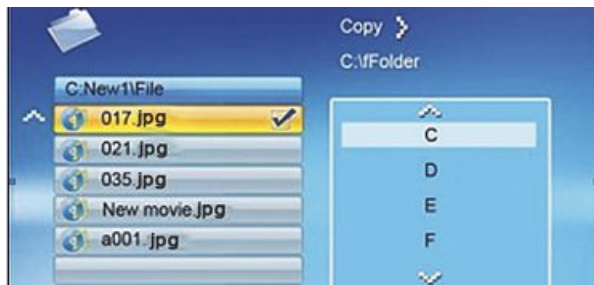 Copy
C:\fFolder
C:New1\File
017.jpg
021.jpg
035.jpg
New movie.jpg
a001.jpg
C
D
E
F